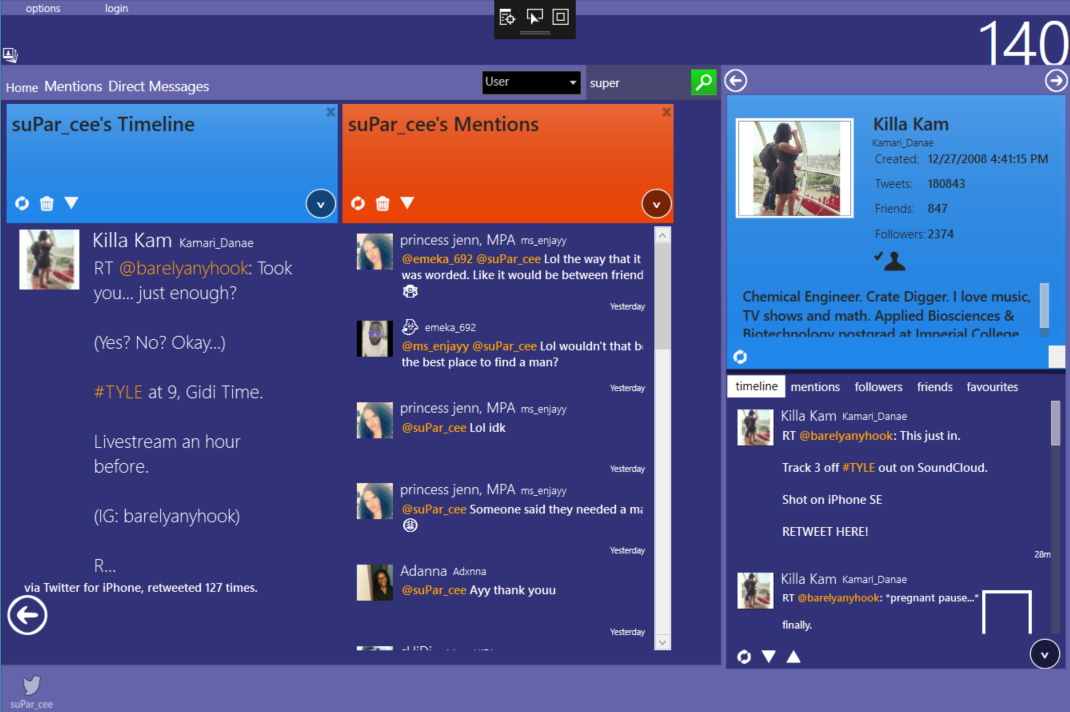 options login
140
Home Mentions Direct Messages
User
super
suPar_cee's Timeline
Killa Kam Kamari_Danae
RT @barelyanyhook: Took
you... just enough?
(Yes? No? Okay...)
#TYLE at 9, Gidi Time.
Livestream an hour
before.
(IG: barelyanyhook)
R...
via Twitter for iPhone, retweeted 127 times.
suPar_cee's Mentions
princess jenn, MPA ms_enjayy
@emeka_692 @suPar_cee Lol the way that it
was worded. Like it would be between friend
Yesterday
emeka_692
@ms_enjayy @suPar_cee Lol wouldn't that be
the best place to find a man?
Yesterday
princess jenn, MPA ms_enjayy
@suPar_cee Lol idk
Yesterday
princess jenn, MPA ms_enjayy
@suPar_cee Someone said they needed a ma
Yesterday
Adanna Adxnna
@suPar_cee Ayy thank youu
Yesterday
Killa Kam
Kamari_Danae
Created: 12/27/2008 4:41:15 PM
Tweets: 180843
Friends: 847
Followers: 2374
Chemical Engineer. Crate Digger. I love music,
TV shows and math. Applied Biosciences &
Biotechnology postgrad at Imperial College
timeline mentions followers friends favourites
Killa Kam Kamari_Danae
RT @barelyanyhook: This just in.
Track 3 off #TYLE out on SoundCloud.
Shot on iPhone SE
RETWEET HERE!
28m
Killa Kam Kamari_Danae
RT @barelyanyhook: *pregnant pause...*
finally.
suPar_cee